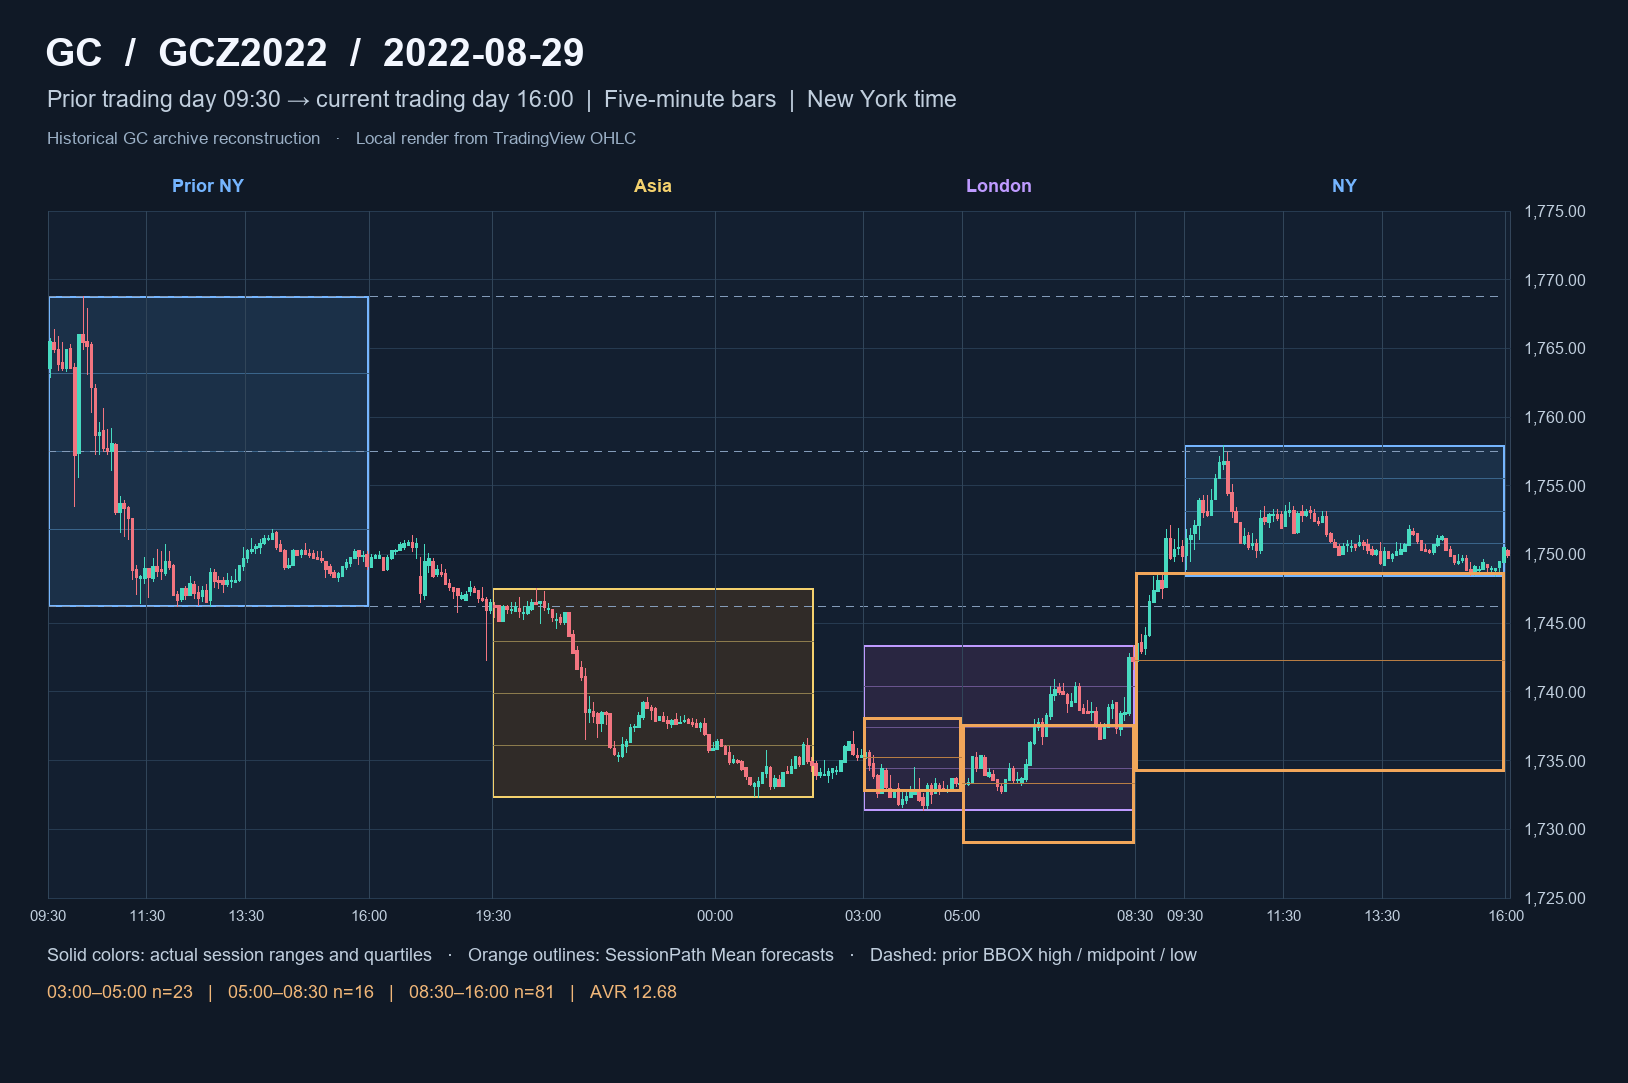 GC / GCZ2022 / 2022-08-29
Prior trading day 09:30 → current trading day 16:00 | Five-minute bars | New York time
Historical GC archive reconstruction · Local render from TradingView OHLC
Prior NY Asia London NY
1,775.00
1,770.00
1,765.00
1,760.00
1,755.00
1,750.00
1,745.00
1,740.00
1,735.00
1,730.00
1,725.00
09:30 11:30 13:30 16:00 19:30 00:00 03:00 05:00 08:30 09:30 11:30 13:30 16:00
Solid colors: actual session ranges and quartiles · Orange outlines: SessionPath Mean forecasts · Dashed: prior BBOX high / midpoint / low
03:00–05:00 n=23 | 05:00–08:30 n=16 | 08:30–16:00 n=81 | AVR 12.68